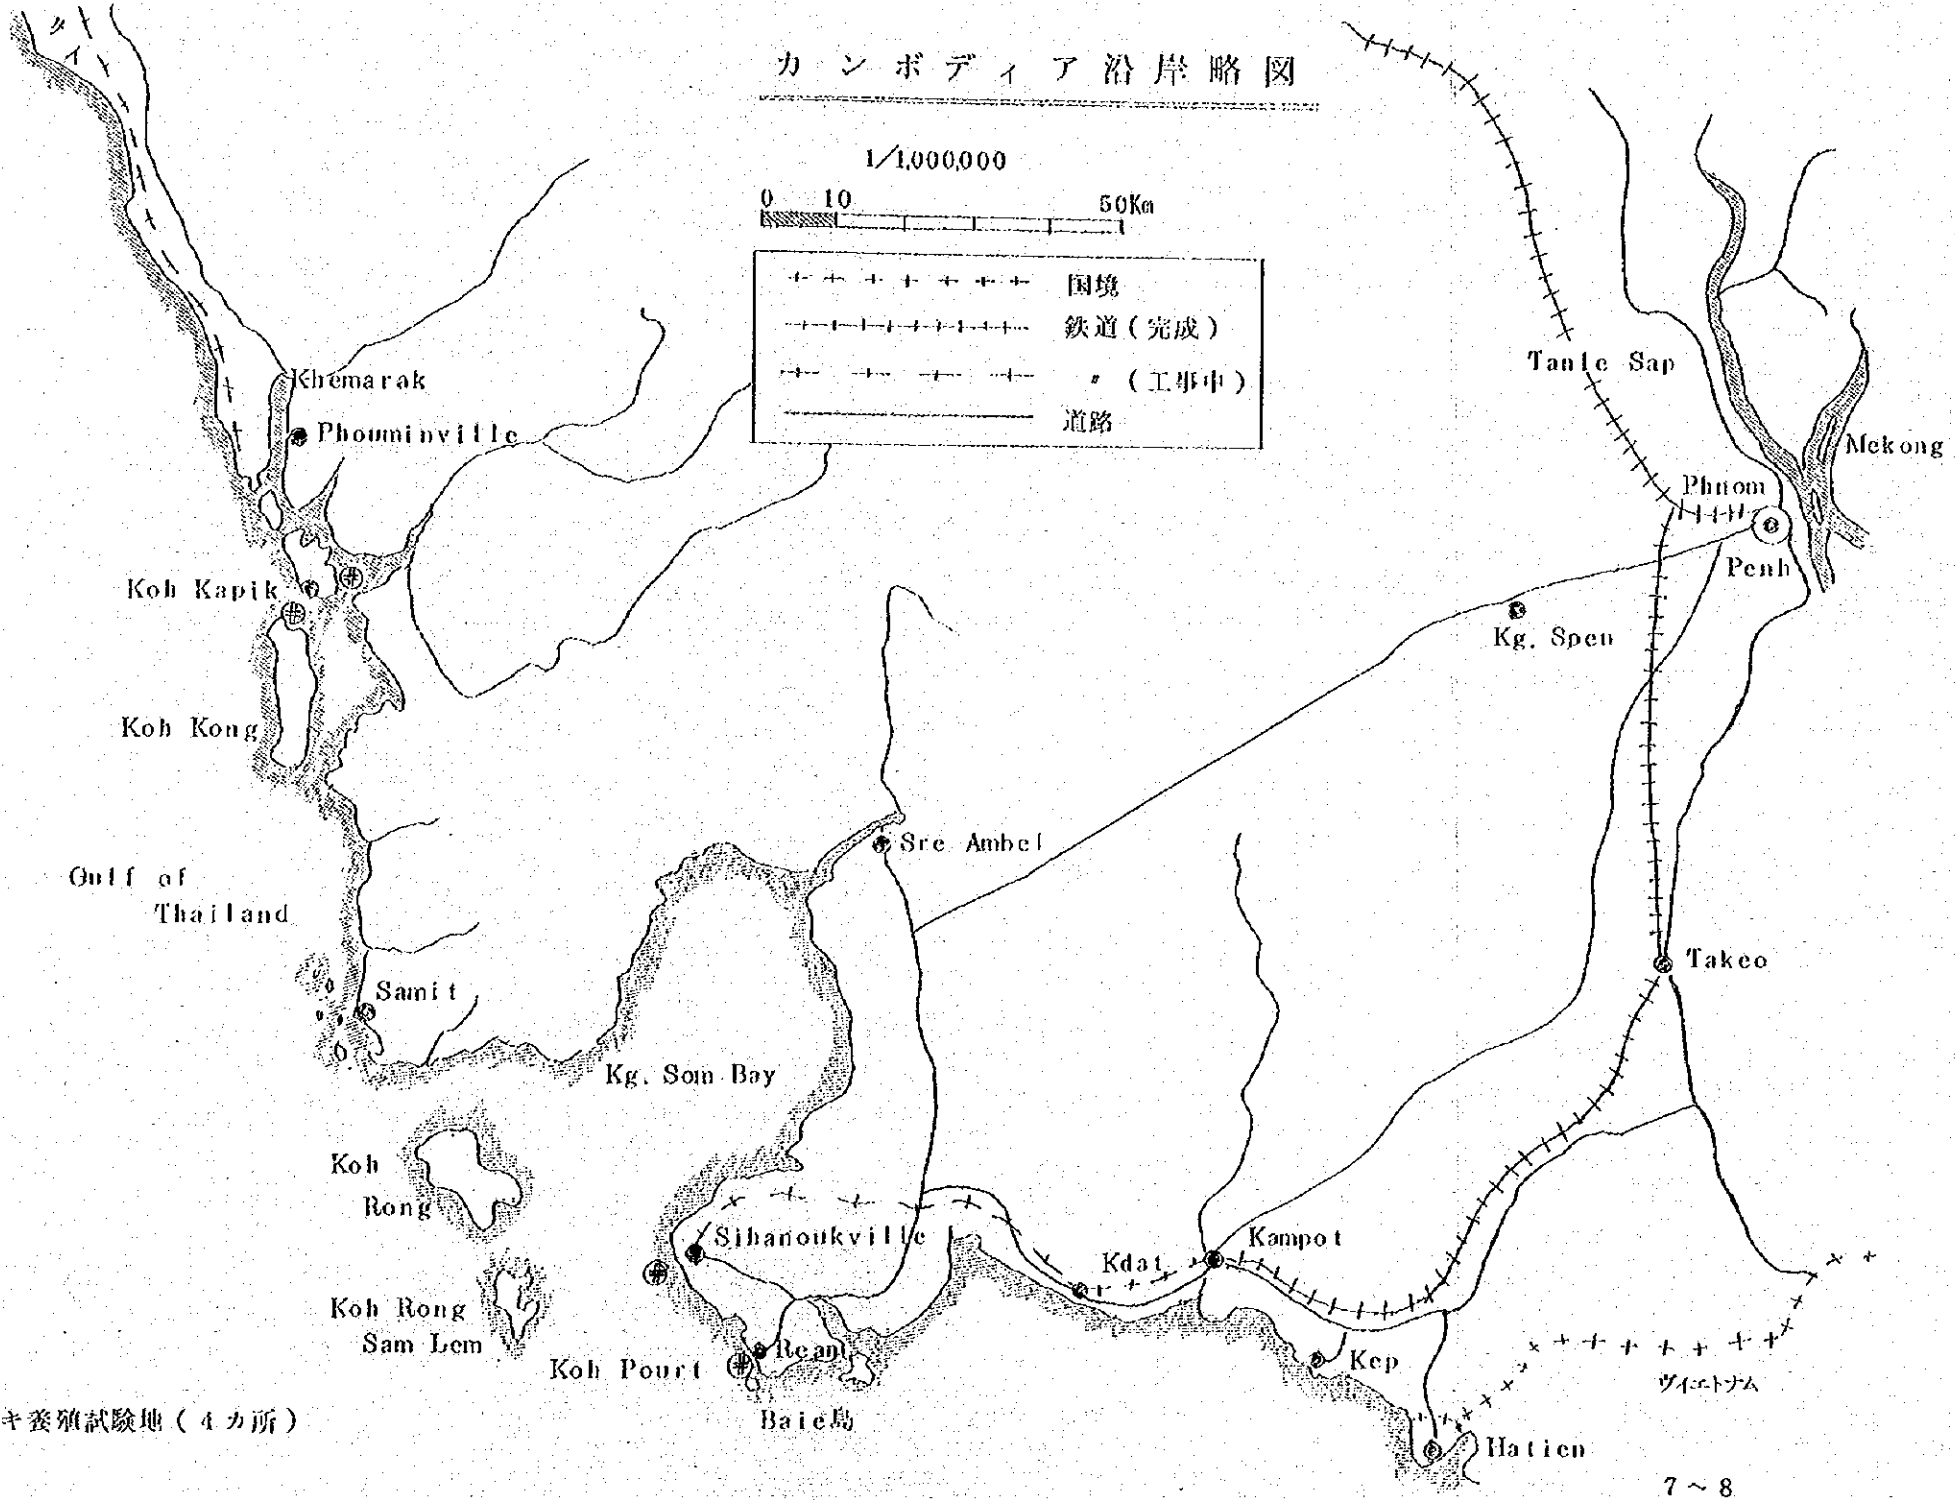 タイ
カンボディア沿岸略図
1/1,000,000
0 10 50Km
国境
鉄道(完成)
〃(工事中)
道路
Khemarak
Phouminville
Tanle Sap
Mekong
Phnom
Penh
Koh Kapik
Kg. Speu
Koh Kong
Sre Ambel
Gulf of
Thailand
Takeo
Samit
Kg. Som Bay
Koh
Rong
Sihanoukville
Kdat
Kampot
Koh Rong
Sam Lem
Koh Pourt
Ream
Kep
ヴィエトナム
Baie島
キ養殖試験地(4カ所)
Hatien
7~8